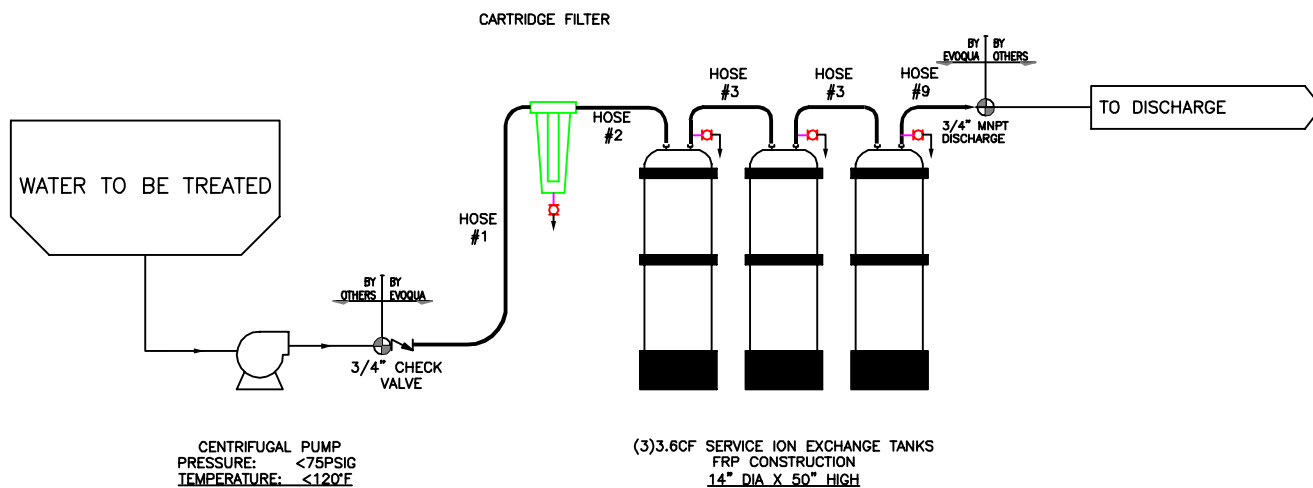 CARTRIDGE FILTER
BY BY
EVOQUA OTHERS
HOSE
#3
HOSE
#3
HOSE
#9
TO DISCHARGE
3/4" MNPT
DISCHARGE
HOSE
#2
WATER TO BE TREATED
HOSE
#1
BY BY
OTHERS EVOQUA
3/4" CHECK
VALVE
CENTRIFUGAL PUMP
PRESSURE: <75PSIG
TEMPERATURE: <120°F
(3)3.6CF SERVICE ION EXCHANGE TANKS
FRP CONSTRUCTION
14" DIA X 50" HIGH